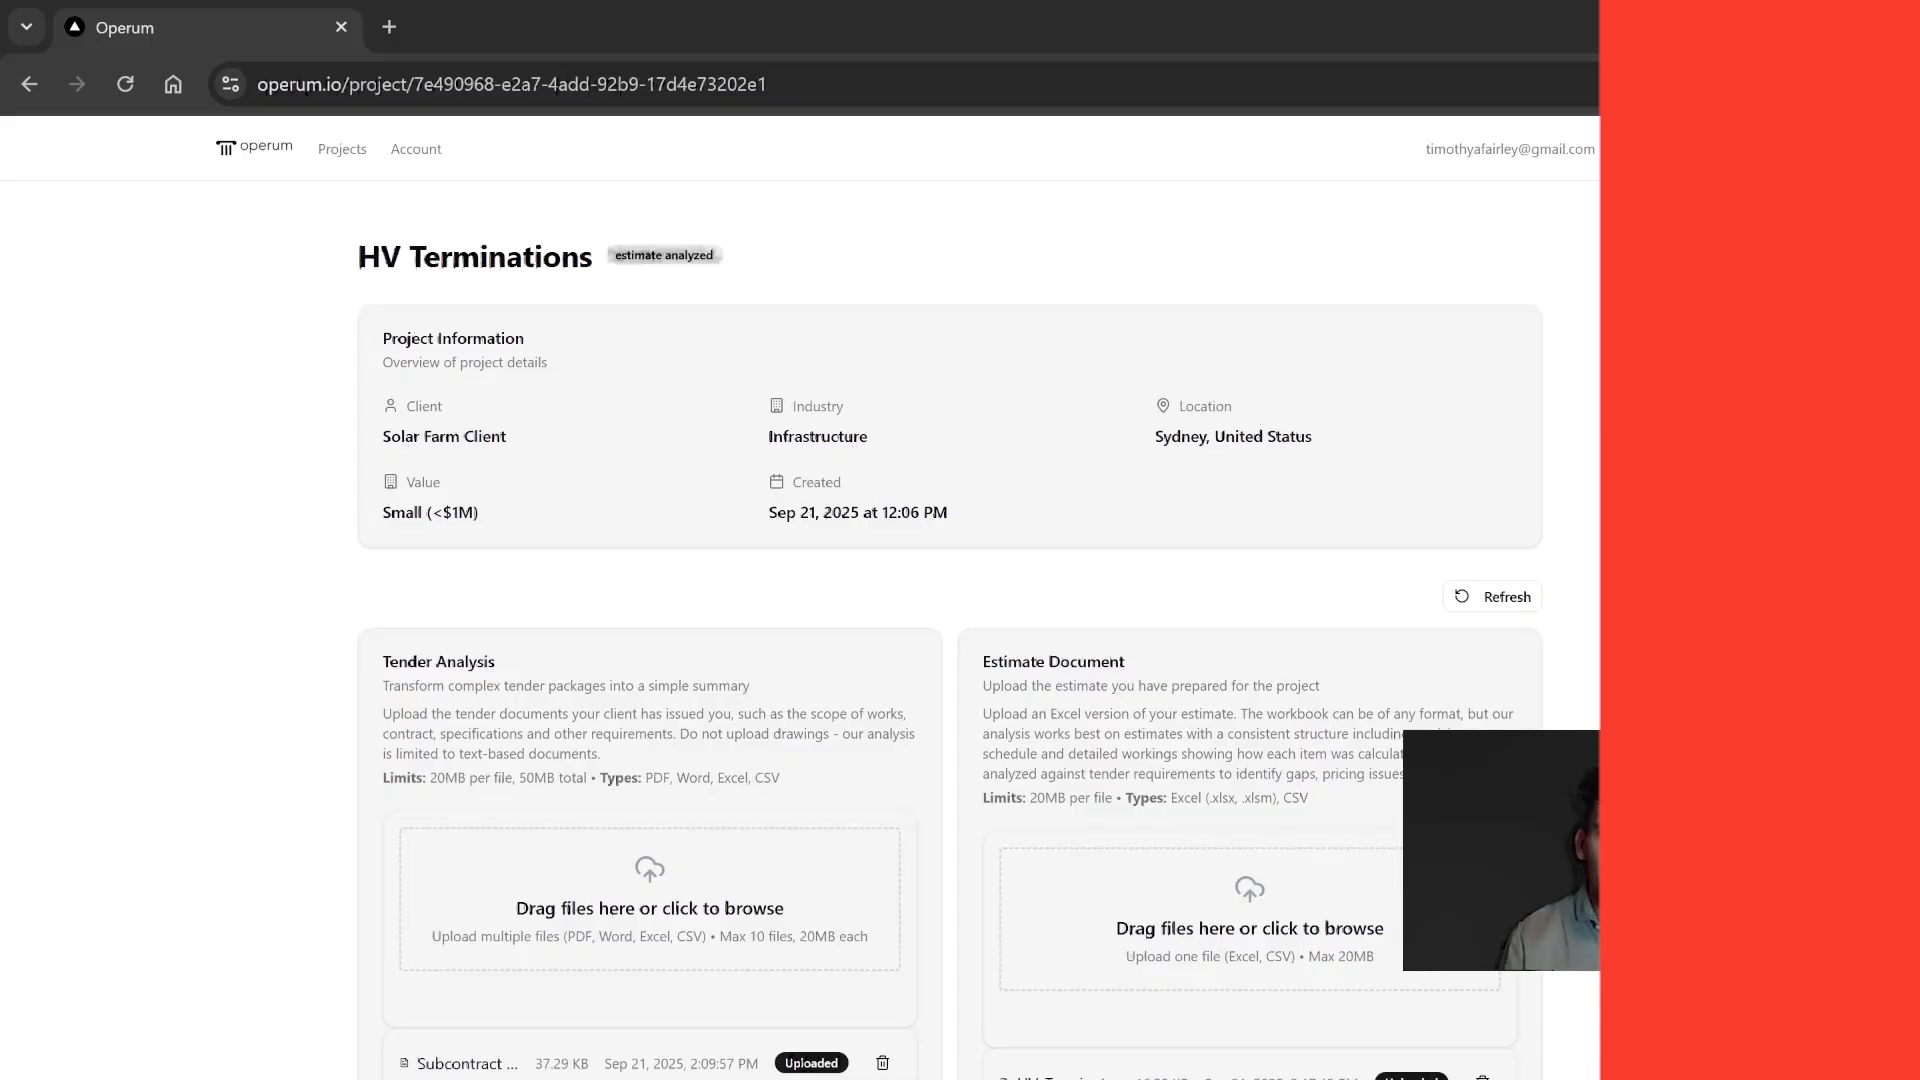 Operum
operum.io/project/7e490968-e2a7-4add-92b9-17d4e73202e1
operum Projects Account timothyafairley@gmail.com
HV Terminations estimate analyzed
Project Information
Overview of project details
Client Industry Location
Solar Farm Client Infrastructure Sydney, United Status
Value Created
Small (<$1M) Sep 21, 2025 at 12:06 PM
Refresh
Tender Analysis
Transform complex tender packages into a simple summary
Upload the tender documents your client has issued you, such as the scope of works,
contract, specifications and other requirements. Do not upload drawings - our analysis
is limited to text-based documents.
Limits: 20MB per file, 50MB total • Types: PDF, Word, Excel, CSV
Drag files here or click to browse
Upload multiple files (PDF, Word, Excel, CSV) • Max 10 files, 20MB each
Subcontract ... 37.29 KB Sep 21, 2025, 2:09:57 PM Uploaded
Estimate Document
Upload the estimate you have prepared for the project
Upload an Excel version of your estimate. The workbook can be of any format, but our
analysis works best on estimates with a consistent structure including
schedule and detailed workings showing how each item was calculat
analyzed against tender requirements to identify gaps, pricing issues
Limits: 20MB per file • Types: Excel (.xlsx, .xlsm), CSV
Drag files here or click to browse
Upload one file (Excel, CSV) • Max 20MB